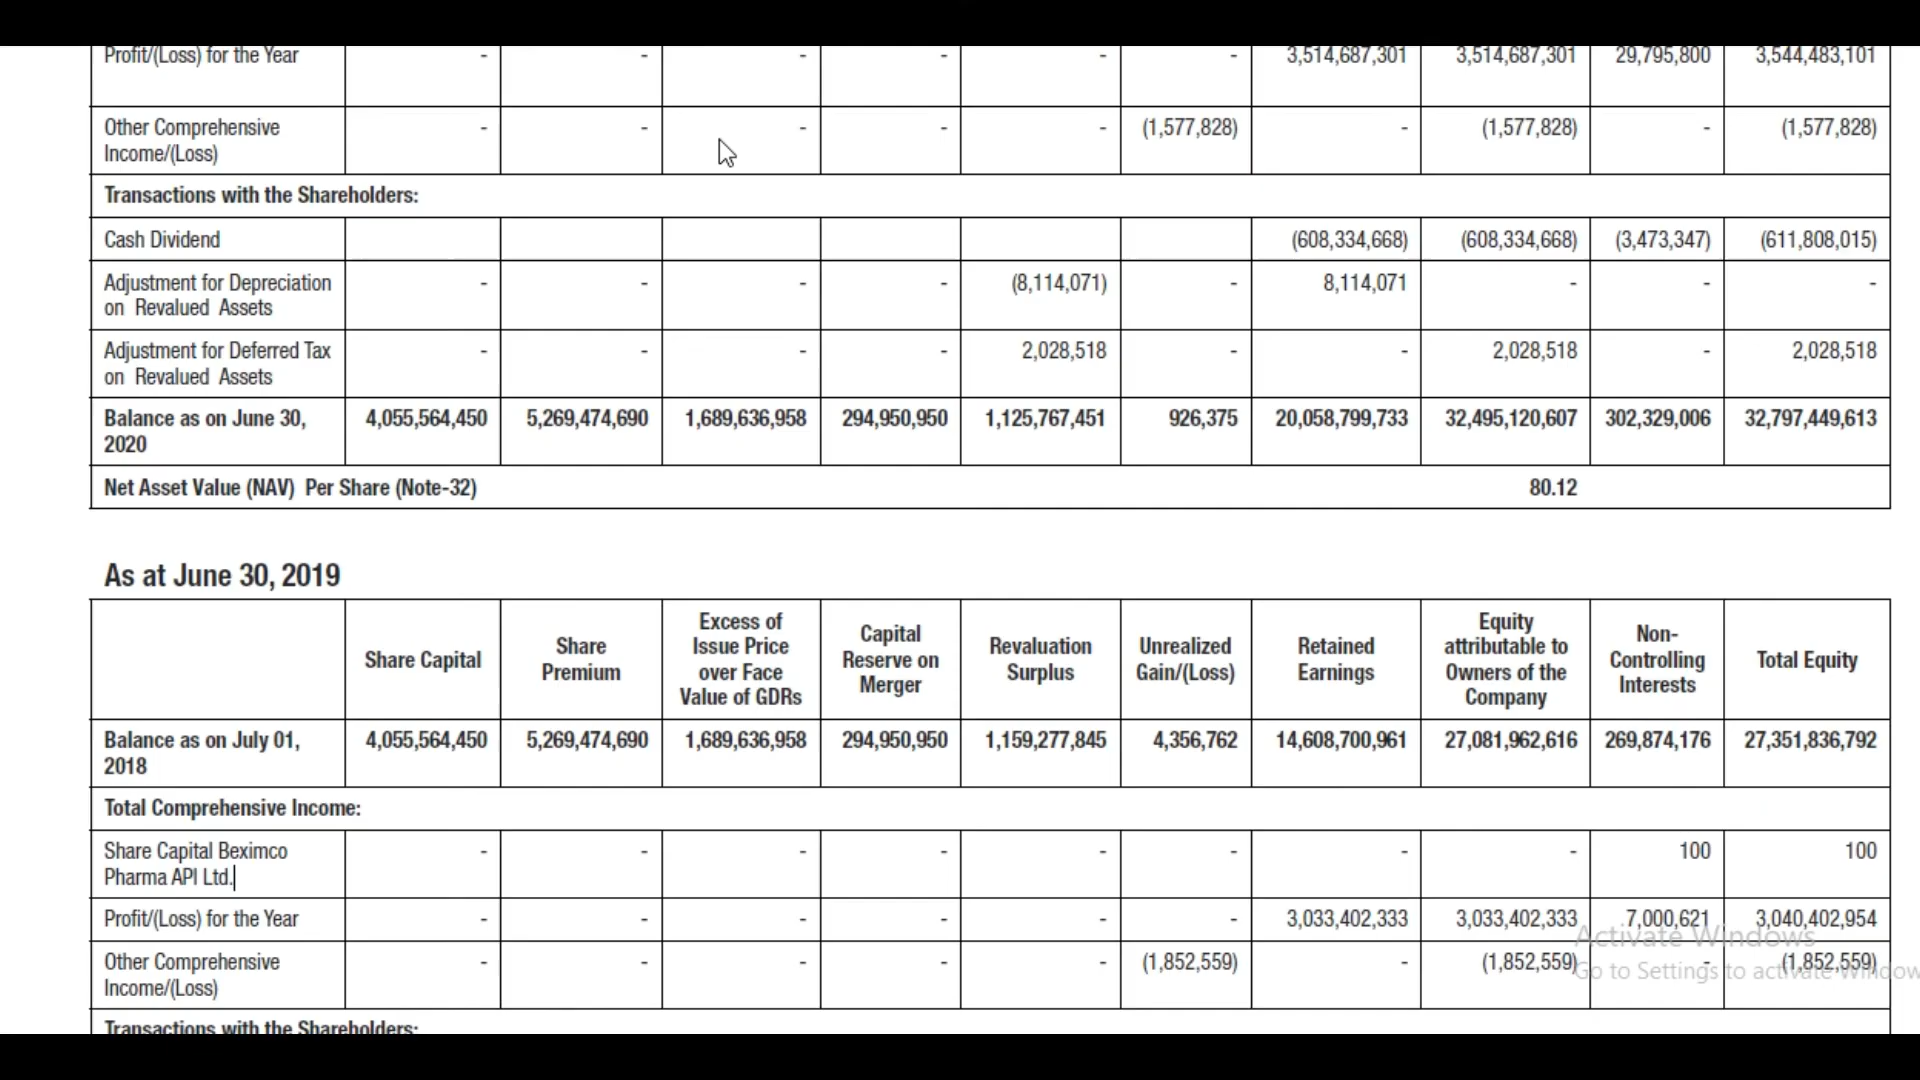 Profit/(Loss) for the Year - - - - - - 3,514,687,301 3,514,687,301 29,795,800 3,544,483,101
Other Comprehensive
Income/(Loss) - - - - - (1,577,828) - (1,577,828) - (1,577,828)
Transactions with the Shareholders:
Cash Dividend (608,334,668) (608,334,668) (3,473,347) (611,808,015)
Adjustment for Depreciation
on Revalued Assets - - - - (8,114,071) - 8,114,071 - - -
Adjustment for Deferred Tax
on Revalued Assets - - - - 2,028,518 - - 2,028,518 - 2,028,518
Balance as on June 30,
2020 4,055,564,450 5,269,474,690 1,689,636,958 294,950,950 1,125,767,451 926,375 20,058,799,733 32,495,120,607 302,329,006 32,797,449,613
Net Asset Value (NAV) Per Share (Note-32) 80.12
As at June 30, 2019
Share Capital
Share
Premium
Excess of
Issue Price
over Face
Value of GDRs
Capital
Reserve on
Merger
Revaluation
Surplus
Unrealized
Gain/(Loss)
Retained
Earnings
Equity
attributable to
Owners of the
Company
Non-
Controlling
Interests
Total Equity
Balance as on July 01,
2018 4,055,564,450 5,269,474,690 1,689,636,958 294,950,950 1,159,277,845 4,356,762 14,608,700,961 27,081,962,616 269,874,176 27,351,836,792
Total Comprehensive Income:
Share Capital Beximco
Pharma API Ltd. - - - - - - - - 100 100
Profit/(Loss) for the Year - - - - - - 3,033,402,333 3,033,402,333 7,000,621 3,040,402,954
Other Comprehensive
Income/(Loss) - - - - - (1,852,559) - (1,852,559) - (1,852,559)
Transactions with the Shareholders:
Activate Windows
Go to Settings to activate Window